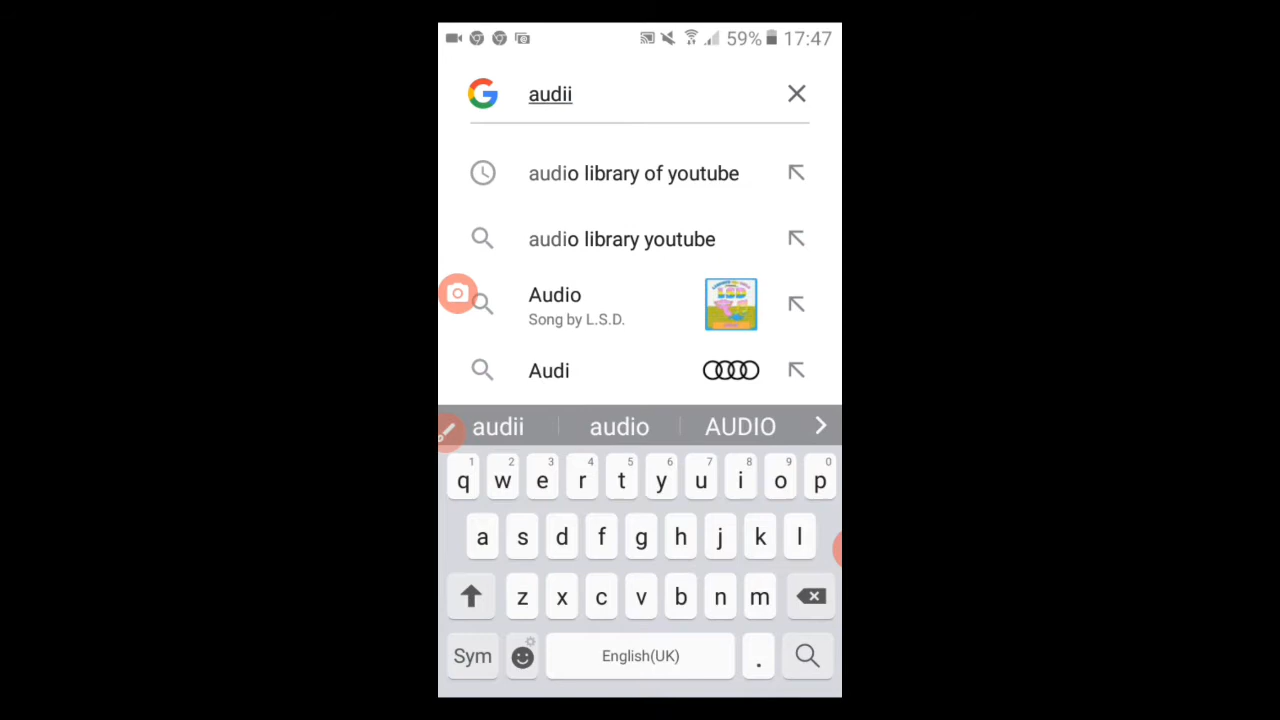 59% 17:47
audii
audio library of youtube
audio library youtube
Audio
Song by L.S.D.
LSD
Audi
audii audio AUDIO
1 2 3 4 5 6 7 8 9 0
q w e r t y u i o p
a s d f g h j k l
z x c v b n m
Sym English(UK) .